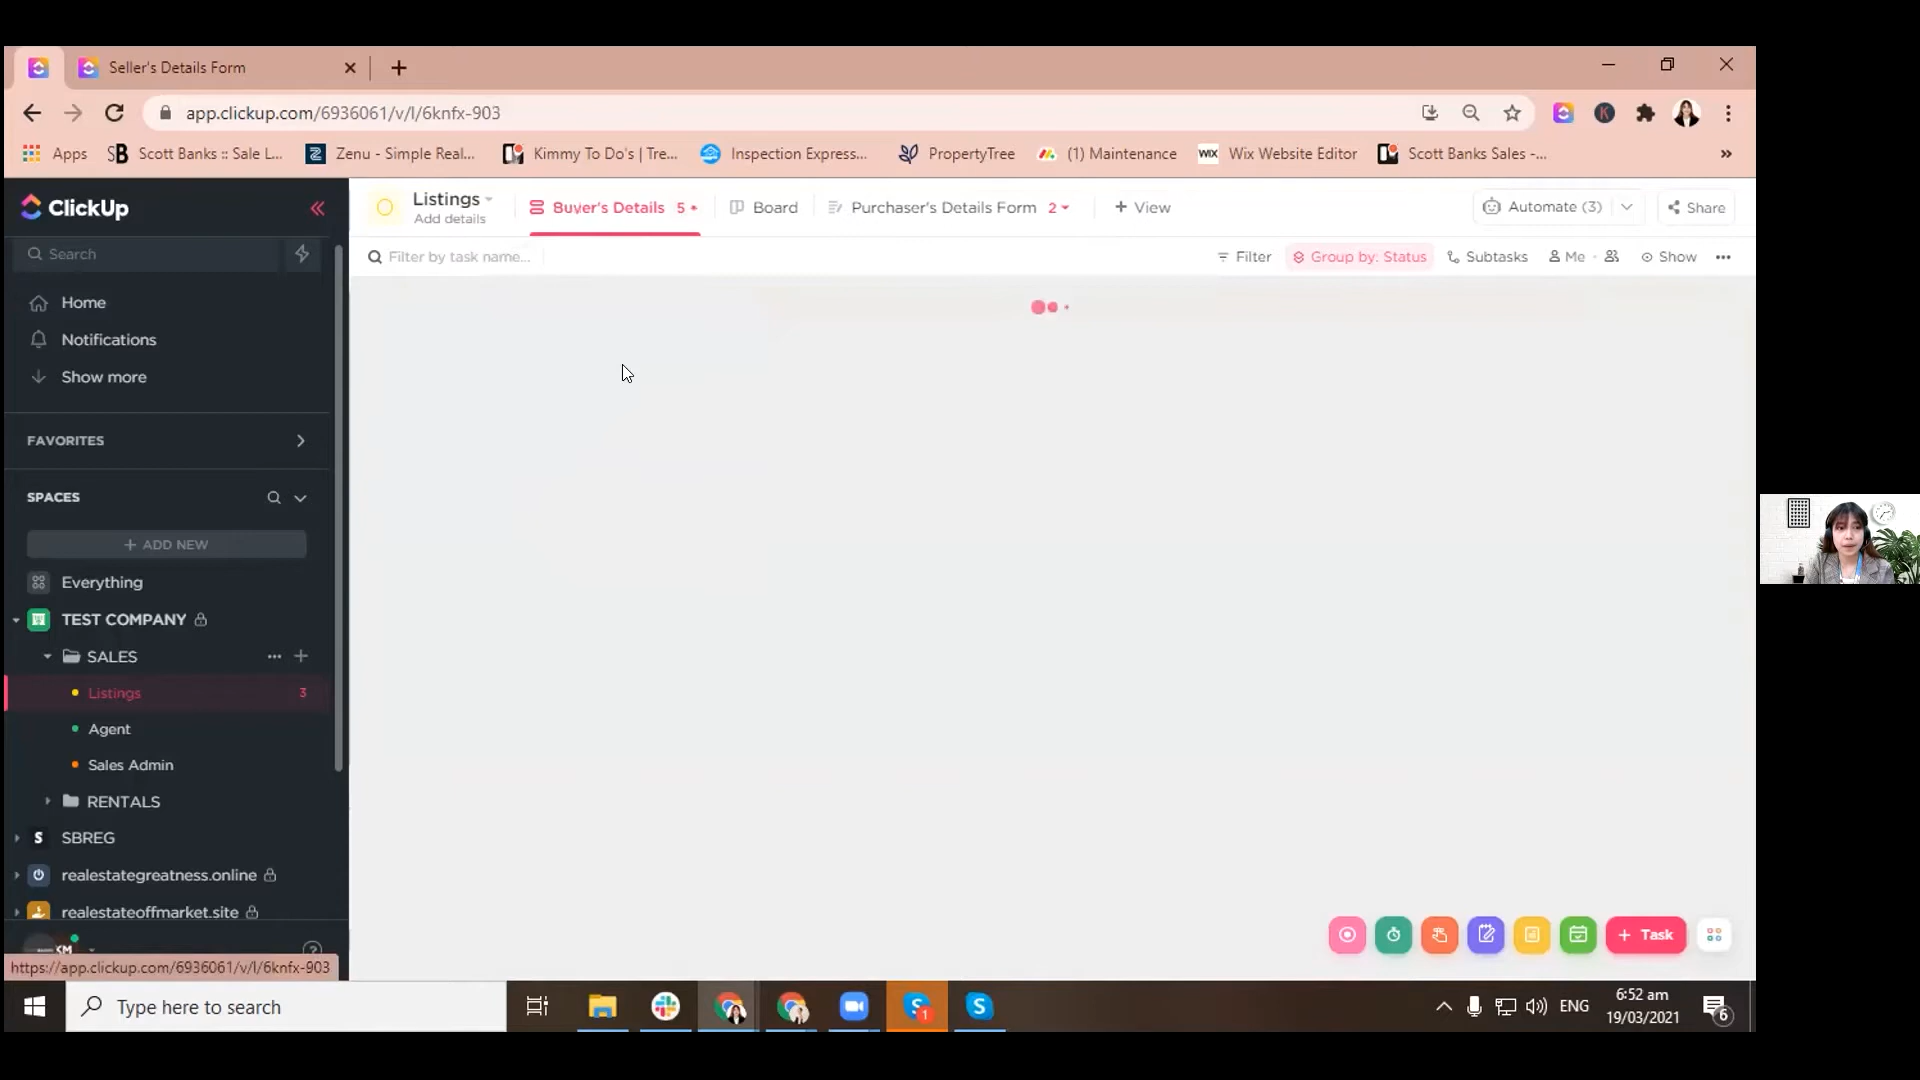 Seller's Details Form
app.clickup.com/6936061/v/l/6knfx-903
Apps
Scott Banks :: Sale L...
Zenu - Simple Real...
Kimmy To Do's | Tre...
Inspection Express...
PropertyTree
(1) Maintenance
WIX Wix Website Editor
Scott Banks Sales -...
»
ClickUp
Listings
Add details
Buyer's Details 5
Board
Purchaser's Details Form 2
+ View
Automate (3)
Share
Search
Filter by task name...
Filter
Group by: Status
Subtasks
Me
Show
Home
Notifications
Show more
FAVORITES
SPACES
+ ADD NEW
Everything
TEST COMPANY
SALES
Listings 3
Agent
Sales Admin
RENTALS
S SBREG
realestategreatness.online
realestateoffmarket.site
KM
https://app.clickup.com/6936061/v/l/6knfx-903
+ Task
Type here to search
1
ENG
6:52 am
19/03/2021
6